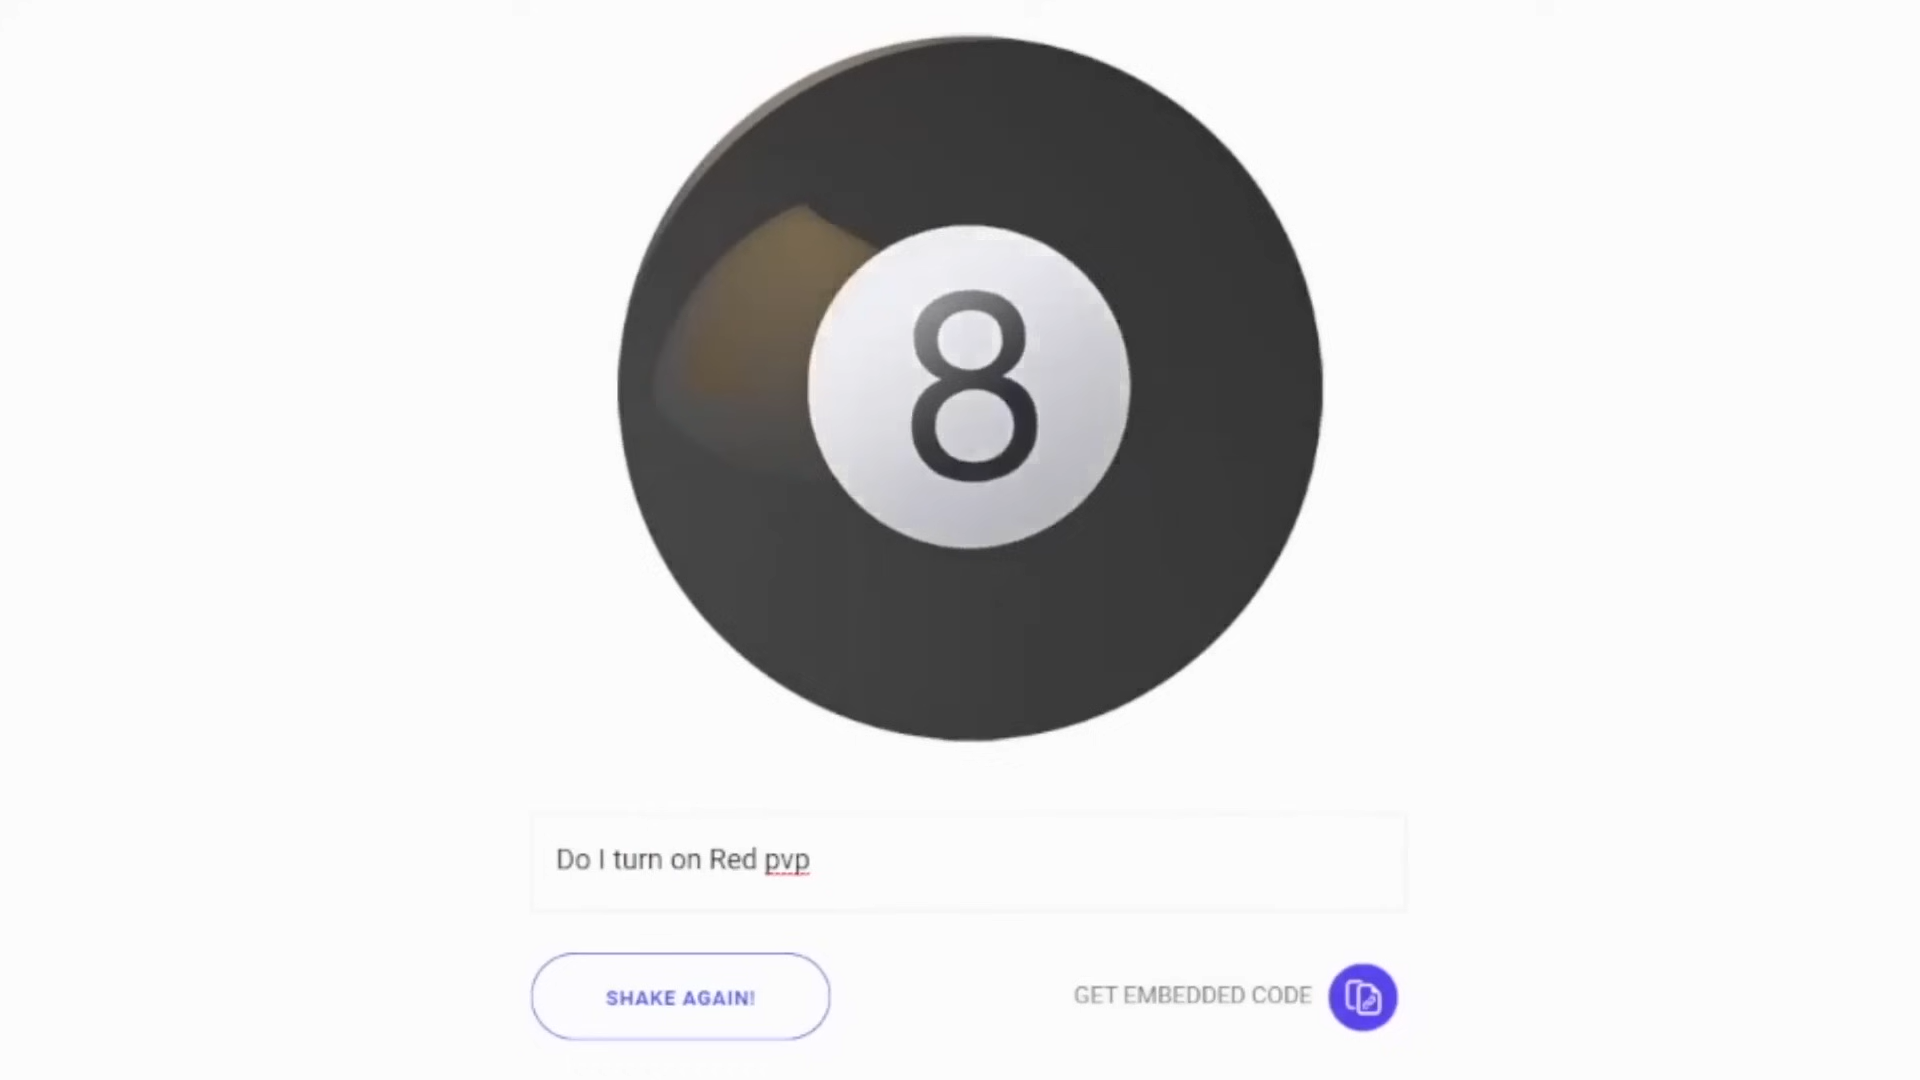 8
Do I turn on Red pvp
SHAKE AGAIN!
GET EMBEDDED CODE